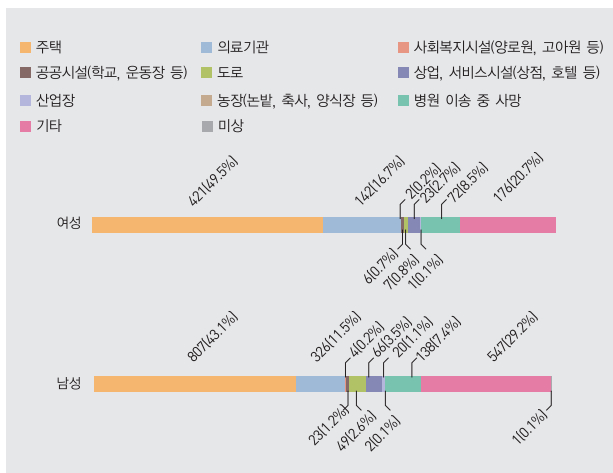 주택 의료기관 사회복지시설(양로원, 고아원 등)
공공시설(학교, 운동장 등) 도로 상업, 서비스시설(상점, 호텔 등)
산업장 농장(논밭, 축사, 양식장 등) 병원 이송 중 사망
기타 미상
421(49.5%) 142(16.7%) 2(0.2%) 23(2.7%) 72(8.5%) 176(20.7%)
여성
6(0.7%) 7(0.8%) 1(0.1%)
807(43.1%) 326(11.5%) 4(0.2%) 66(3.5%) 20(1.1%) 138(7.4%) 547(29.2%)
남성
23(1.2%) 49(2.6%) 2(0.1%) 1(0.1%)